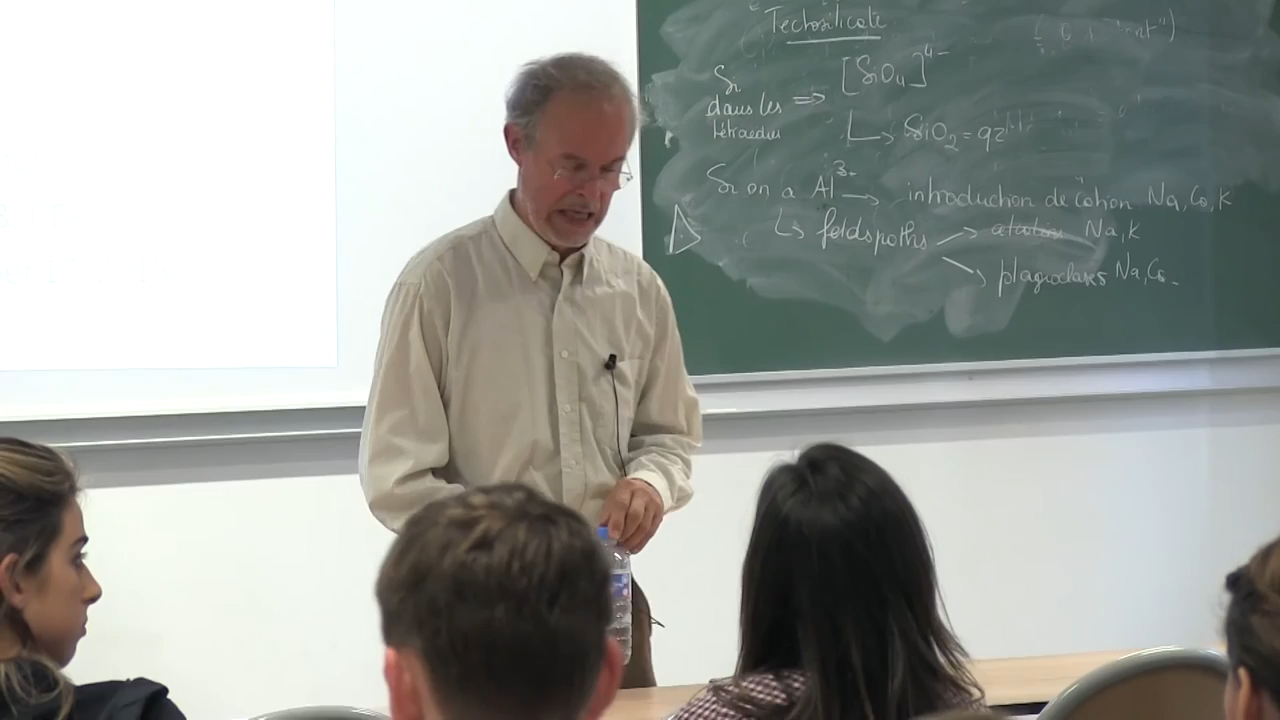 Tectosilicate
Si
dans les
tétraèdres
=> [SiO4]4-
↳ SiO2 = qz
Si on a Al3+ → introduction de cation Na, Ca, K
↳ feldspaths → alcalins Na, K
→ plagioclases Na, Ca